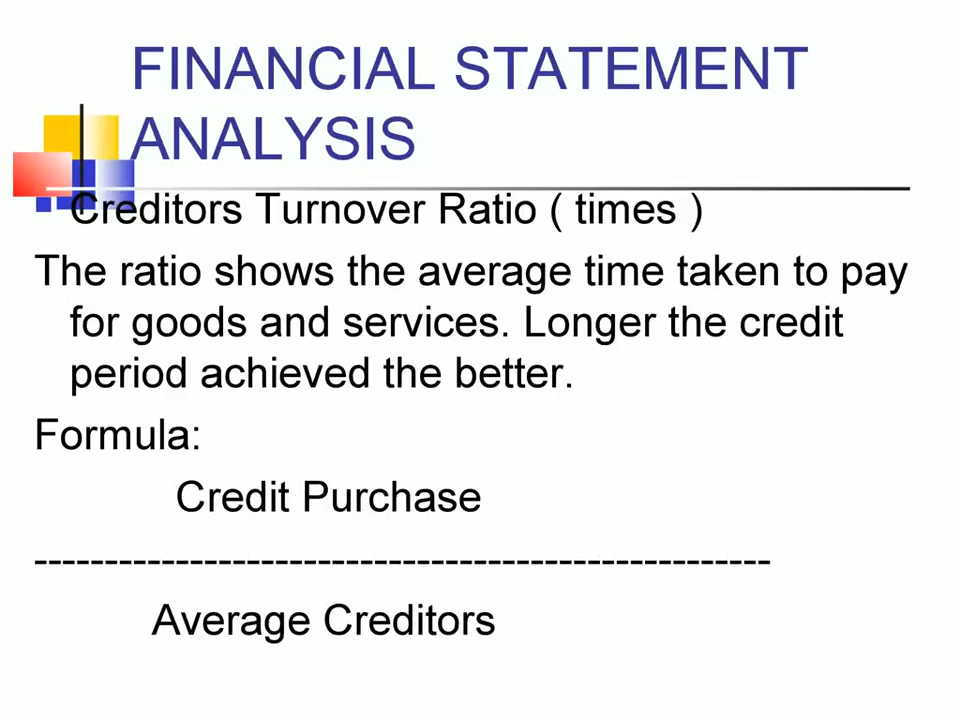 FINANCIAL STATEMENT
ANALYSIS
Creditors Turnover Ratio ( times )
The ratio shows the average time taken to pay
for goods and services. Longer the credit
period achieved the better.
Formula:
Credit Purchase
----------------------------------------------------
Average Creditors